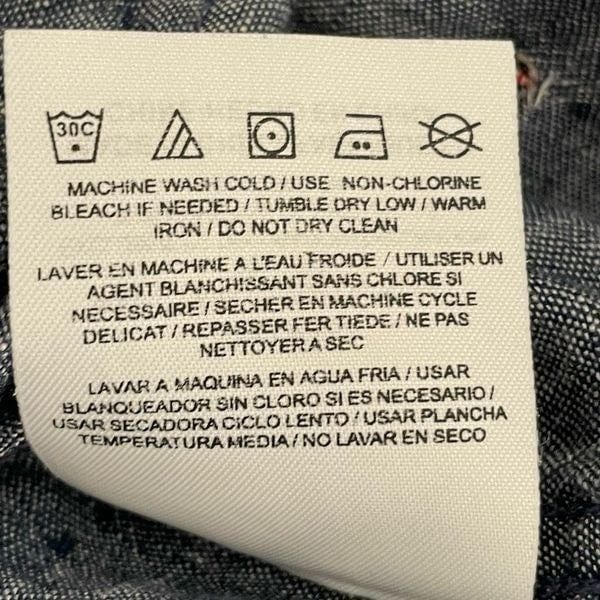 30C
MACHINE WASH COLD / USE NON-CHLORINE
BLEACH IF NEEDED / TUMBLE DRY LOW / WARM
IRON / DO NOT DRY CLEAN
LAVER EN MACHINE A L'EAU FROIDE / UTILISER UN
AGENT BLANCHISSANT SANS CHLORE SI
NECESSAIRE / SECHER EN MACHINE CYCLE
DELICAT / REPASSER FER TIEDE / NE PAS
NETTOYER A SEC
LAVAR A MAQUINA EN AGUA FRIA / USAR
BLANQUEADOR SIN CLORO SI ES NECESARIO /
USAR SECADORA CICLO LENTO / USAR PLANCHA
TEMPERATURA MEDIA / NO LAVAR EN SECO